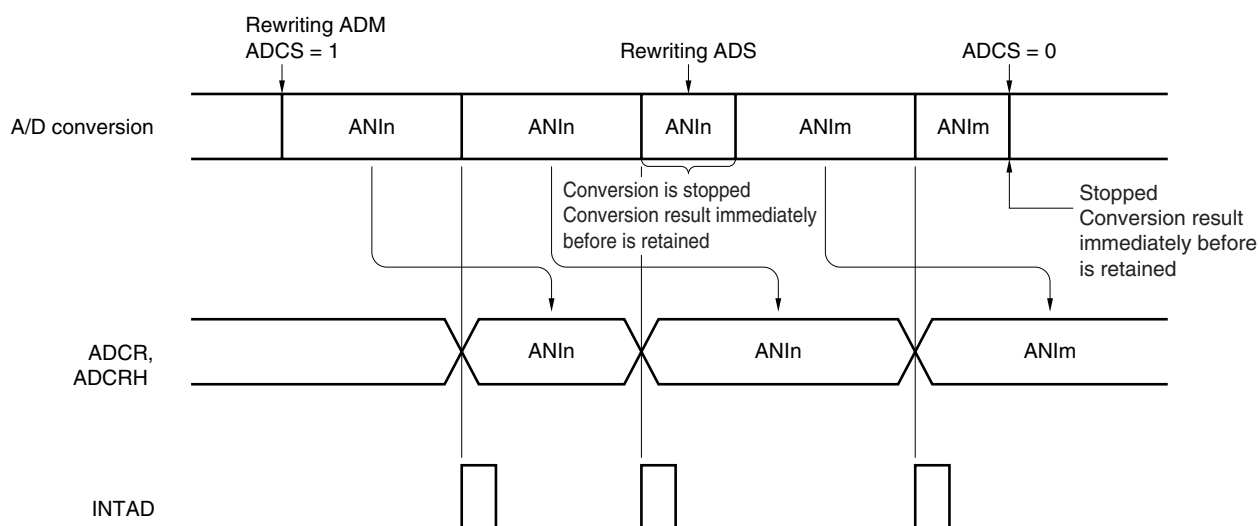 Rewriting ADM
ADCS = 1
Rewriting ADS
ADCS = 0
A/D conversion
ANIn
ANIn
ANIn
ANIm
ANIm
Conversion is stopped
Conversion result immediately
before is retained
Stopped
Conversion result
immediately before
is retained
ADCR,
ADCRH
ANIn
ANIn
ANIm
INTAD